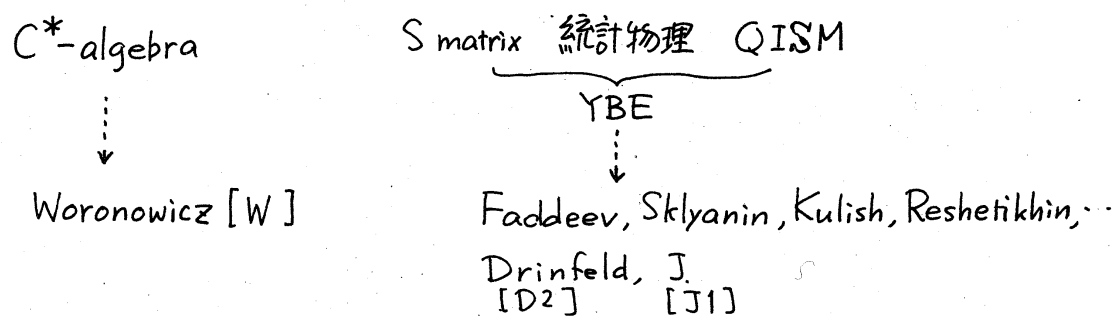 C*-algebra
S matrix 統計物理 QISM
YBE
Woronowicz [W]
Faddeev, Sklyanin, Kulish, Reshetikhin, ‥
Drinfeld, J.
[D2] [J1]